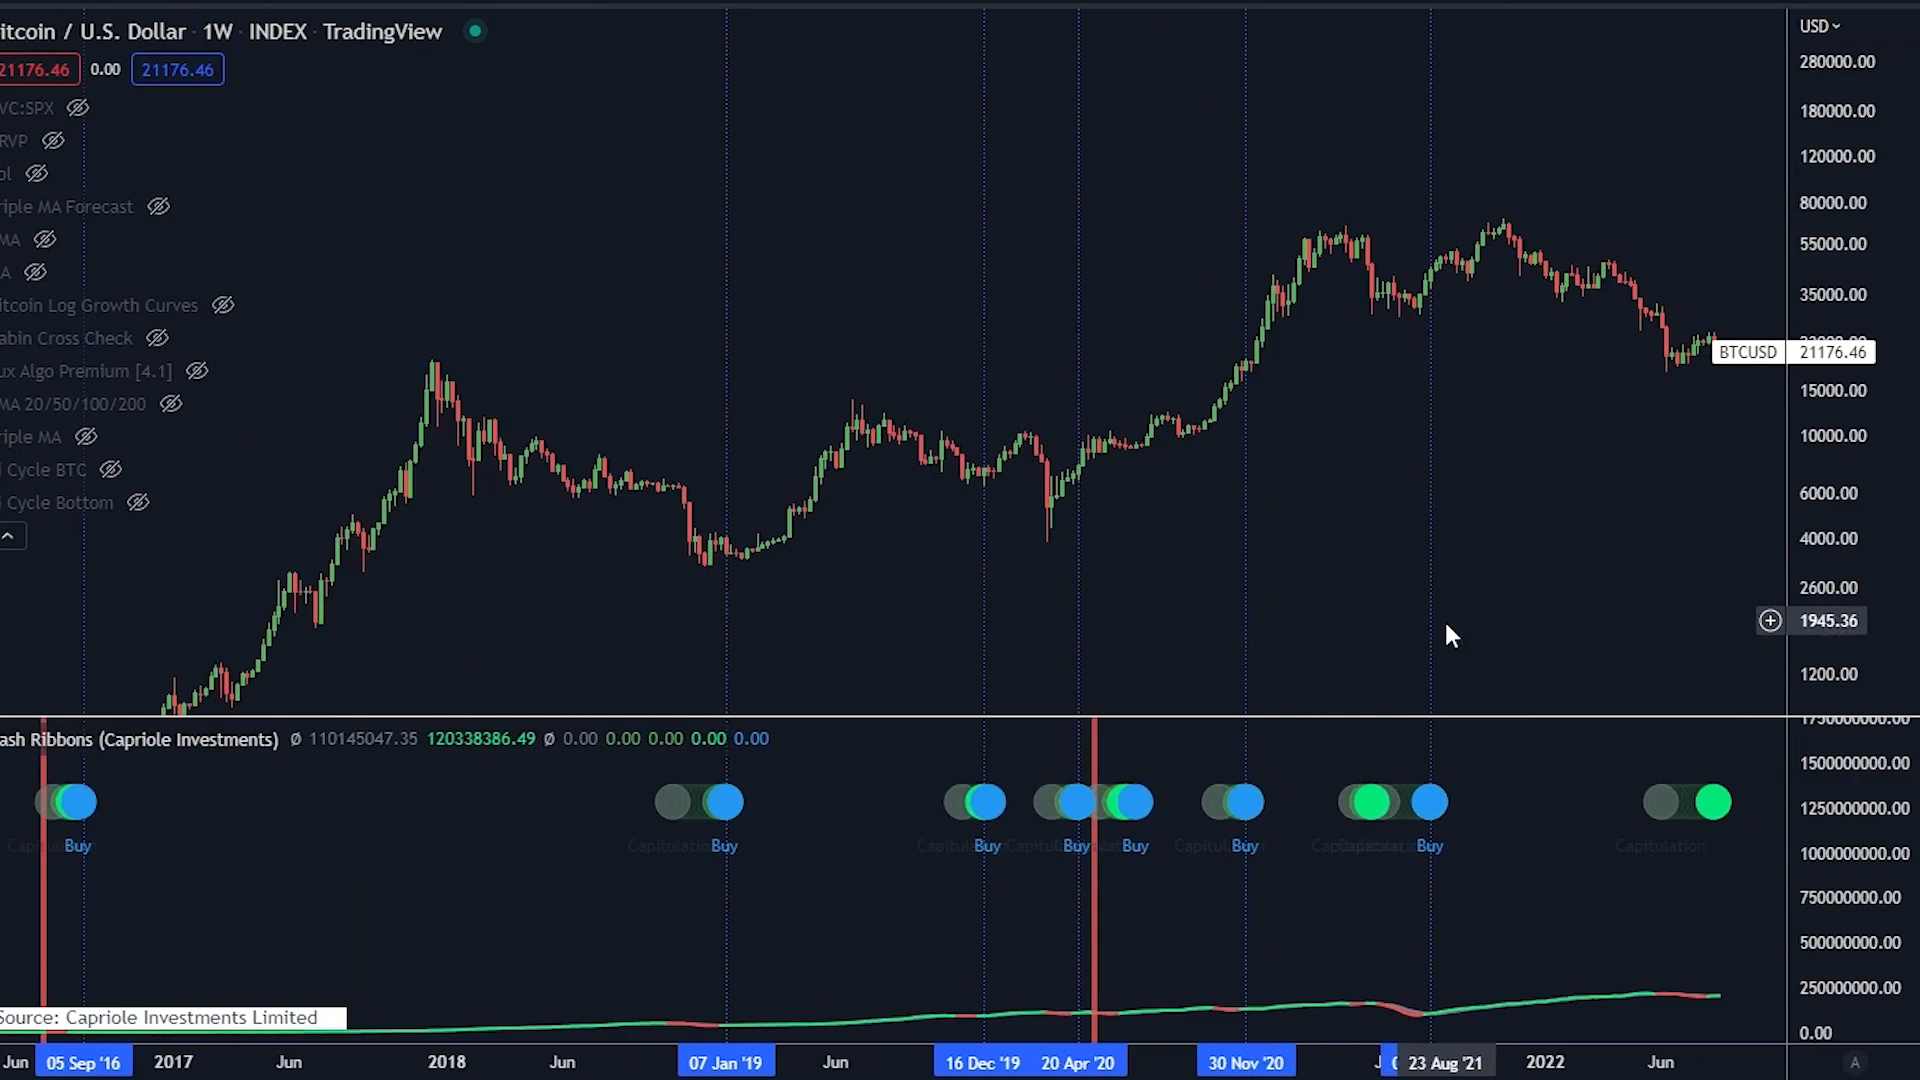 itcoin / U.S. Dollar · 1W · INDEX · TradingView
21176.46 0.00 21176.46
VC:SPX
RVP
ol
riple MA Forecast
MA
A
itcoin Log Growth Curves
abin Cross Check
ux Algo Premium [4.1]
MA 20/50/100/200
riple MA
i Cycle BTC
i Cycle Bottom
USD
280000.00
180000.00
120000.00
80000.00
55000.00
35000.00
BTCUSD 21176.46
15000.00
10000.00
6000.00
4000.00
2600.00
1945.36
1200.00
ash Ribbons (Capriole Investments) Ø 110145047.35 120338386.49 Ø 0.00 0.00 0.00 0.00 0.00
1750000000.00
1500000000.00
1250000000.00
1000000000.00
750000000.00
500000000.00
250000000.00
0.00
Buy Capitulatio Buy Buy Buy Buy Buy Buy Capitulation
Source: Capriole Investments Limited
Jun 05 Sep '16 2017 Jun 2018 Jun 07 Jan '19 Jun 16 Dec '19 20 Apr '20 30 Nov '20 23 Aug '21 2022 Jun A